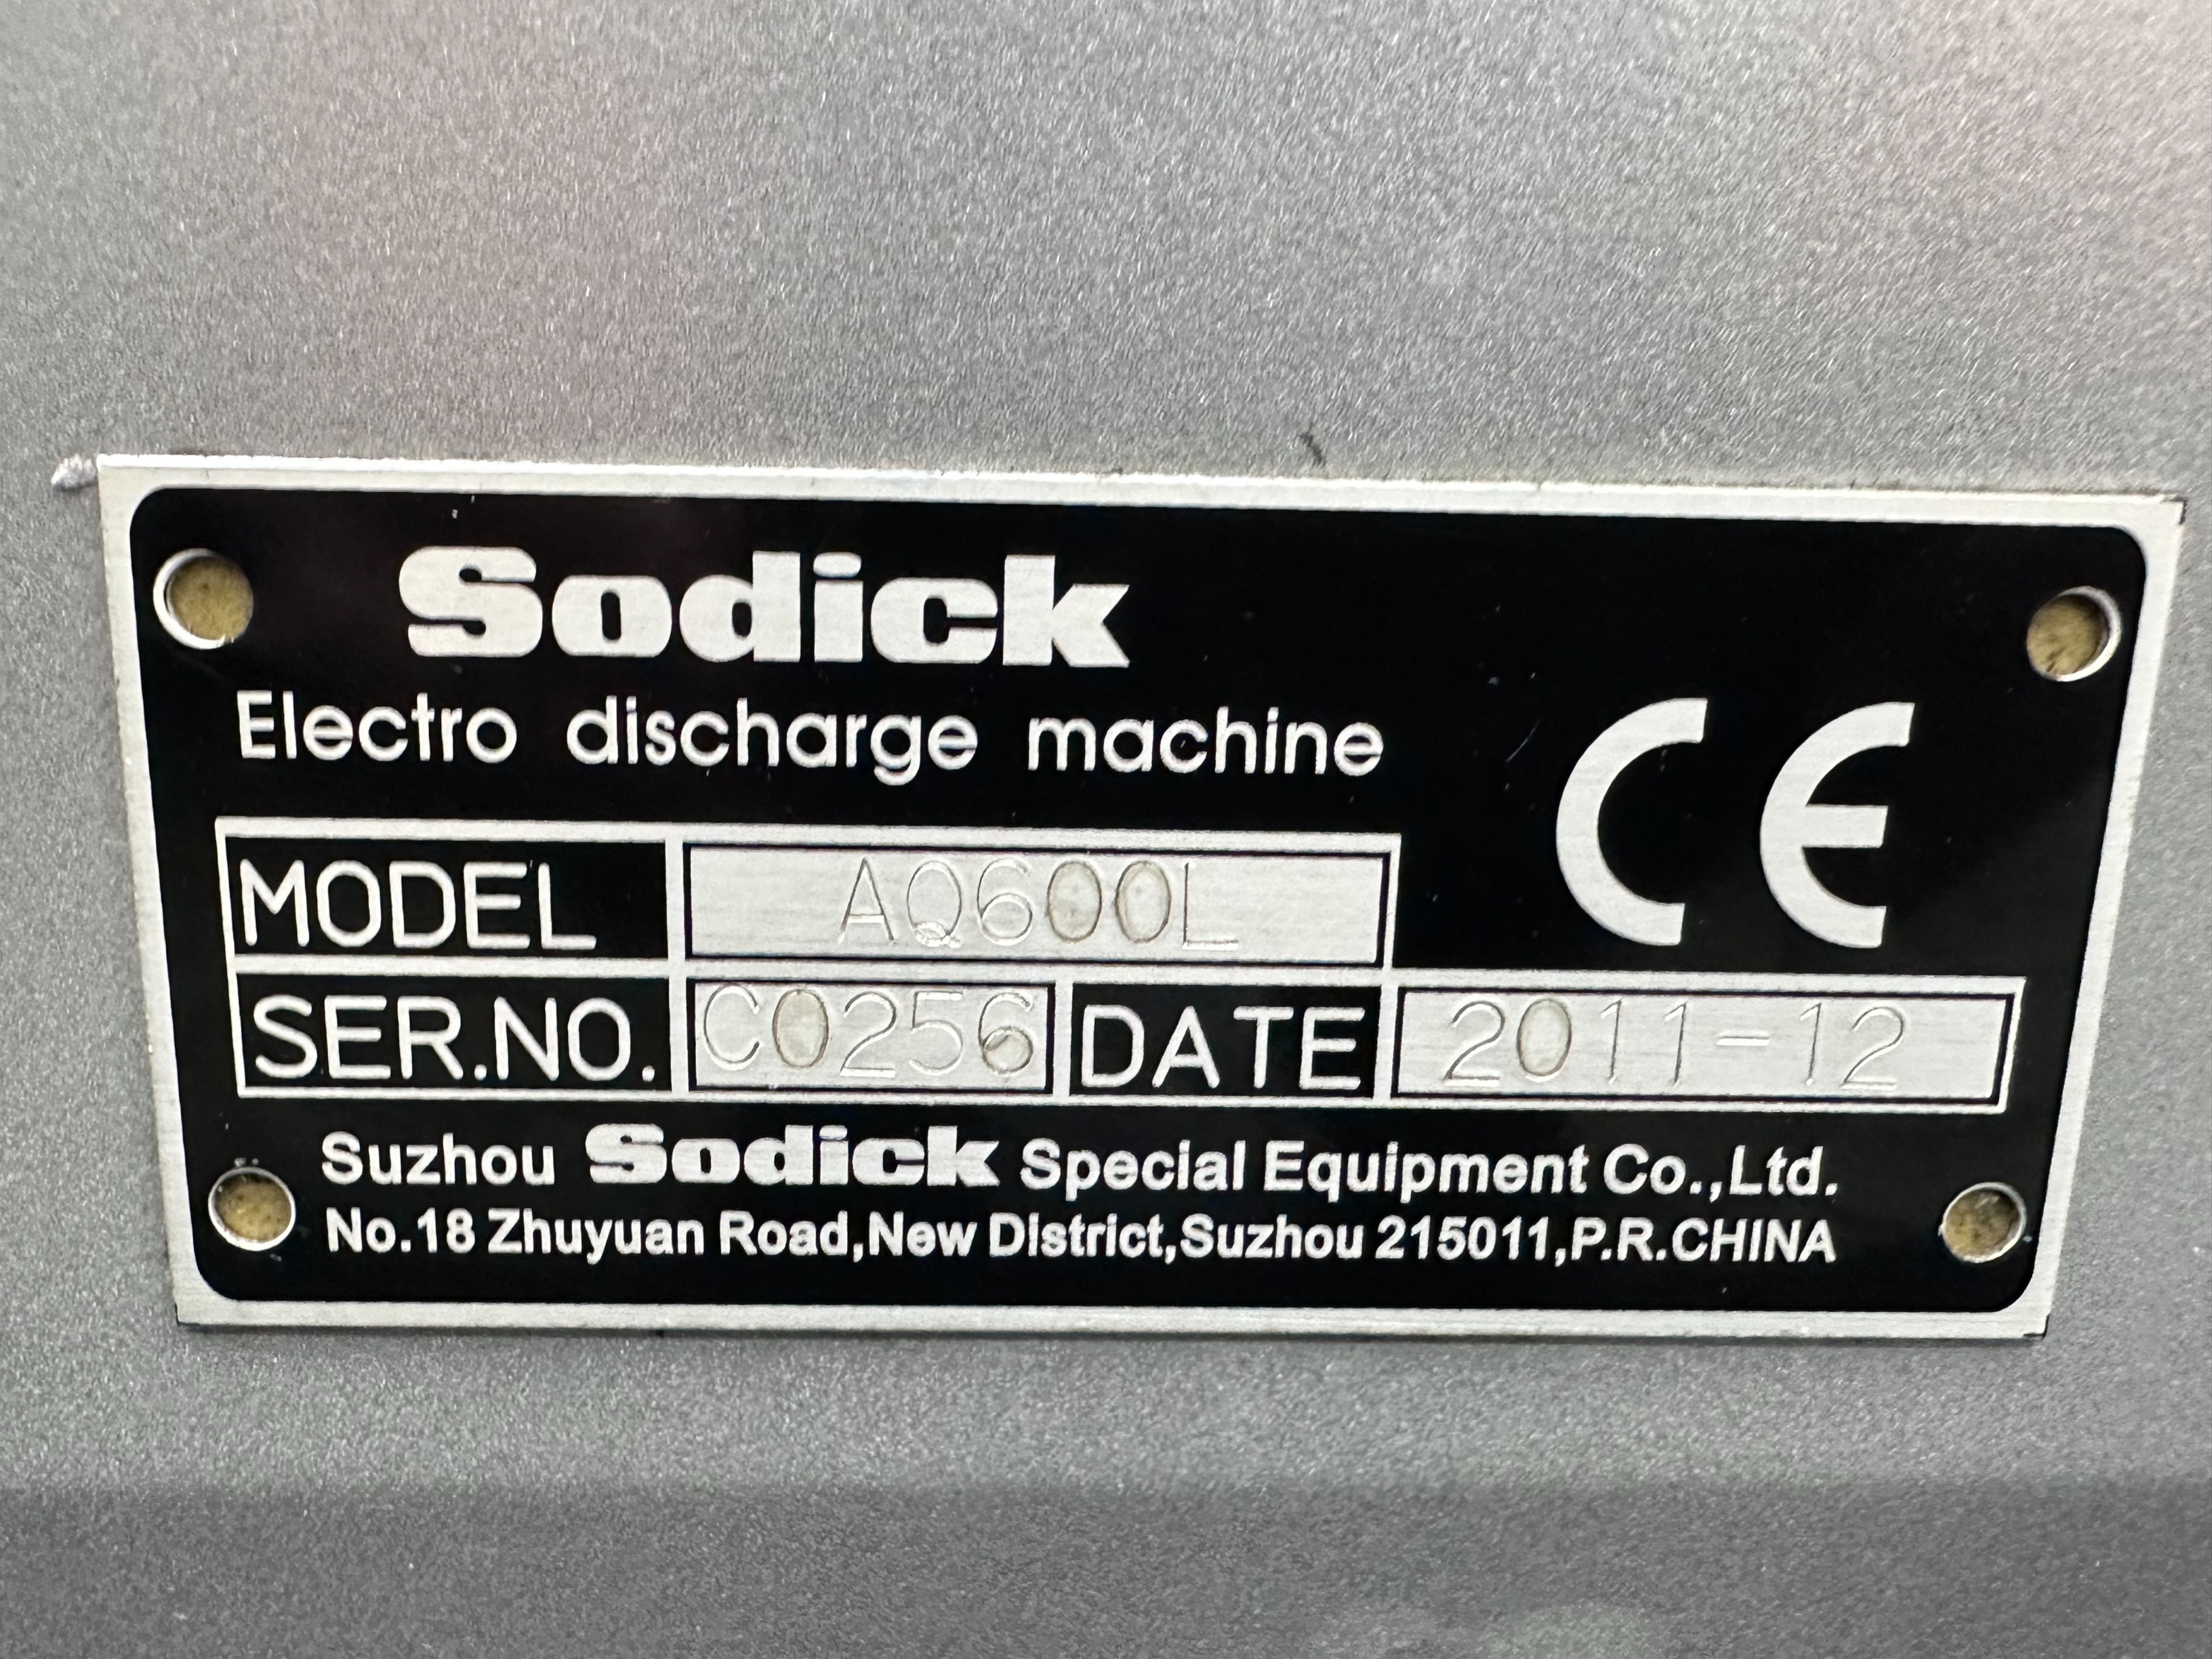 Sodick
Electro discharge machine
CE
MODEL AQ600L
SER.NO. C0256 DATE 2011-12
Suzhou Sodick Special Equipment Co.,Ltd.
No.18 Zhuyuan Road,New District,Suzhou 215011,P.R.CHINA